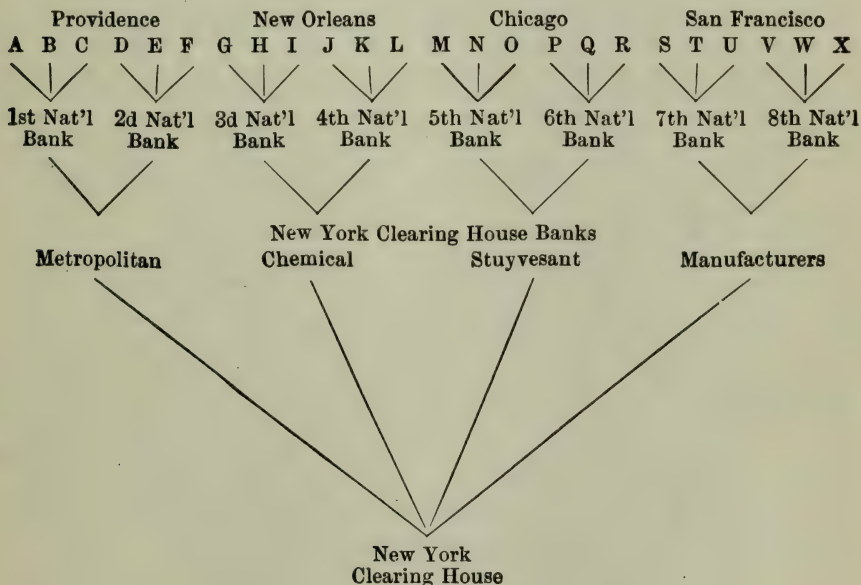 Providence New Orleans Chicago San Francisco
A B C D E F G H I J K L M N O P Q R S T U V W X
1st Nat'l 2d Nat'l 3d Nat'l 4th Nat'l 5th Nat'l 6th Nat'l 7th Nat'l 8th Nat'l
Bank Bank Bank Bank Bank Bank Bank Bank
New York Clearing House Banks
Metropolitan Chemical Stuyvesant Manufacturers
New York
Clearing House